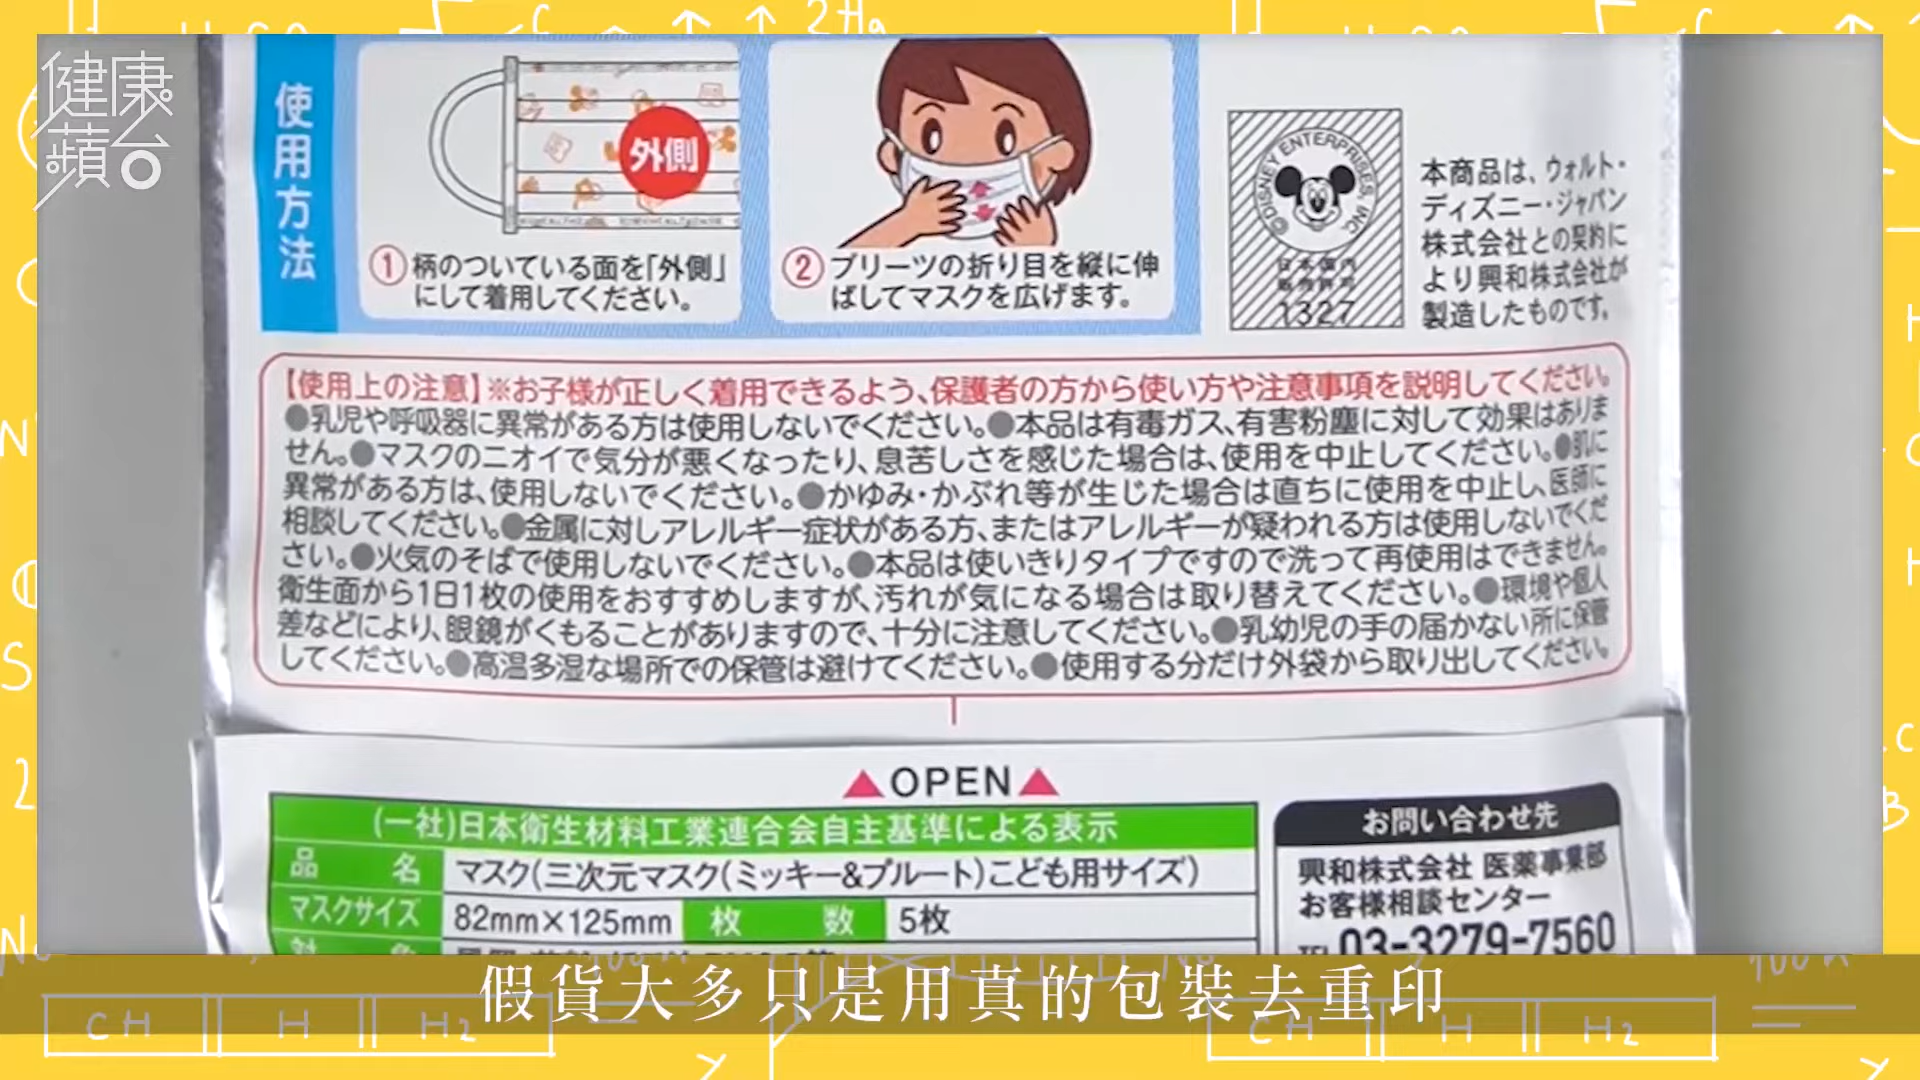 健康
蘋台
使用方法
外側
①柄のついている面を「外側」
にして着用してください。
②プリーツの折り目を縦に伸
ばしてマスクを広げます。
©DISNEY ENTERPRISES, INC.
日本国内
販売許可
1327
本商品は、ウォルト・
ディズニー・ジャパン
株式会社との契約に
より興和株式会社が
製造したものです。
【使用上の注意】※お子様が正しく着用できるよう、保護者の方から使い方や注意事項を説明してください。
●乳児や呼吸器に異常がある方は使用しないでください。●本品は有毒ガス、有害粉塵に対して効果はありま
せん。●マスクのニオイで気分が悪くなったり、息苦しさを感じた場合は、使用を中止してください。●肌に
異常がある方は、使用しないでください。●かゆみ・かぶれ等が生じた場合は直ちに使用を中止し、医師に
相談してください。●金属に対しアレルギー症状がある方、またはアレルギーが疑われる方は使用しないでくだ
さい。●火気のそばで使用しないでください。●本品は使いきりタイプですので洗って再使用はできません。
衛生面から1日1枚の使用をおすすめしますが、汚れが気になる場合は取り替えてください。●環境や個人
差などにより、眼鏡がくもることがありますので、十分に注意してください。●乳幼児の手の届かない所に保管
してください。●高温多湿な場所での保管は避けてください。●使用する分だけ外袋から取り出してください。
▲OPEN▲
(一社)日本衛生材料工業連合会自主基準による表示
品名 マスク(三次元マスク(ミッキー&プルート)こども用サイズ)
マスクサイズ 82mm×125mm 枚数 5枚
お問い合わせ先
興和株式会社 医薬事業部
お客様相談センター
TEL 03-3279-7560
假貨大多只是用真的包裝去重印
CH H H2
CH H H2